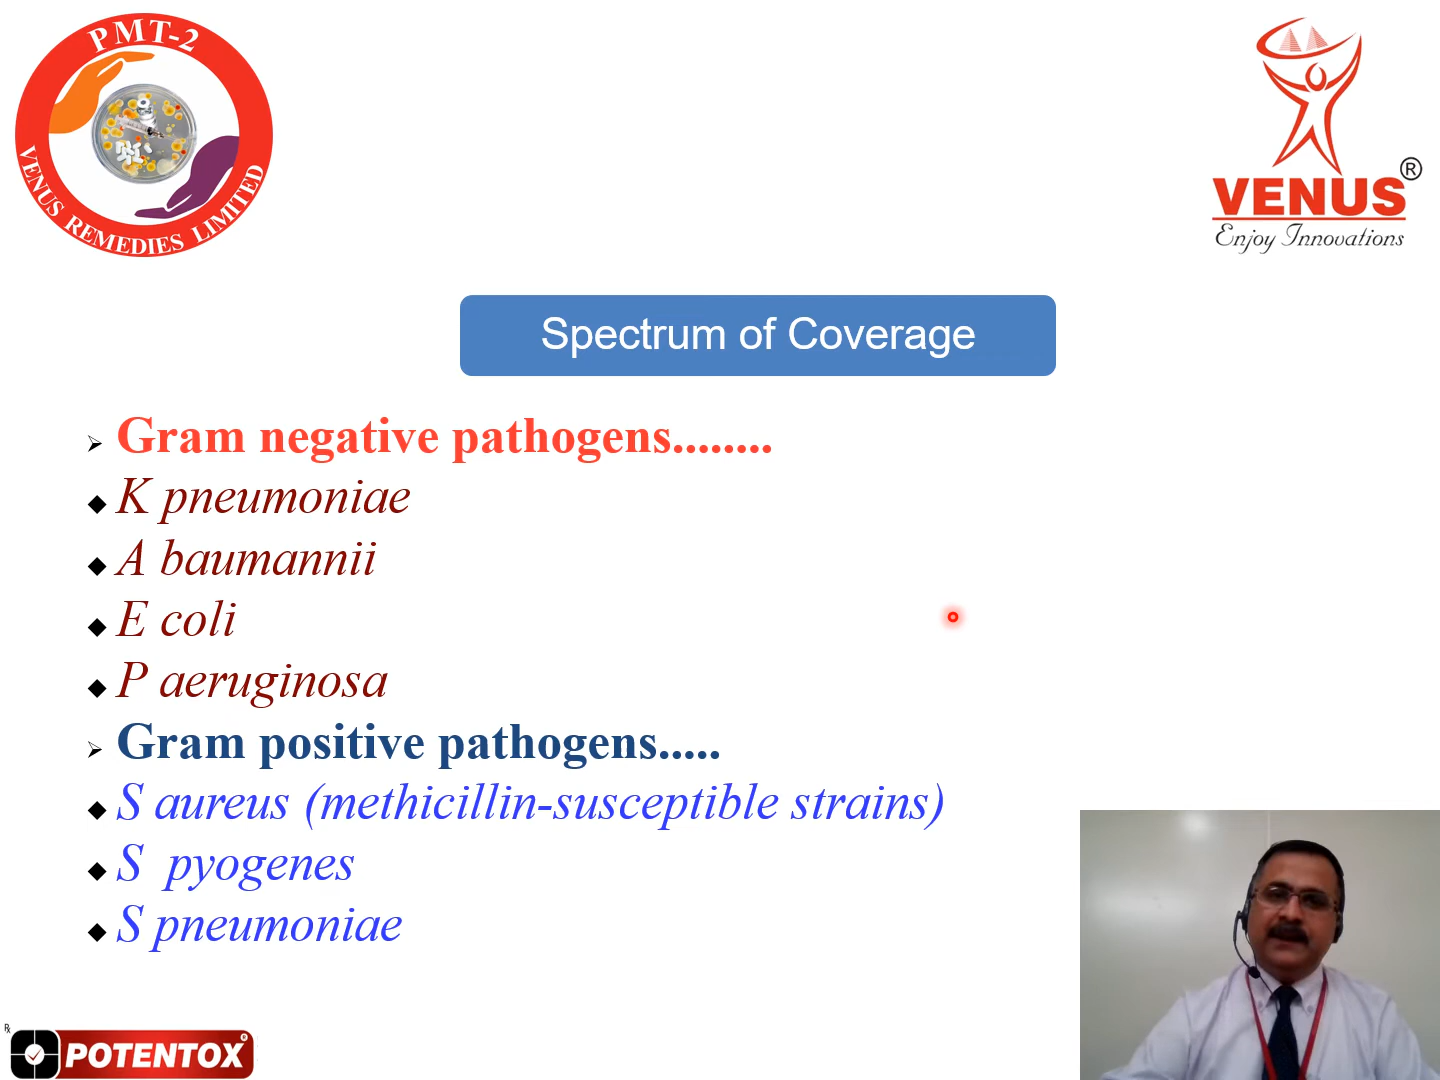 PMT-2
VENUS REMEDIES LIMITED
VENUS®
Enjoy Innovations
Spectrum of Coverage
➢ Gram negative pathogens........
◆ K pneumoniae
◆ A baumannii
◆ E coli
◆ P aeruginosa
➢ Gram positive pathogens.....
◆ S aureus (methicillin-susceptible strains)
◆ S pyogenes
◆ S pneumoniae
℞
POTENTOX®